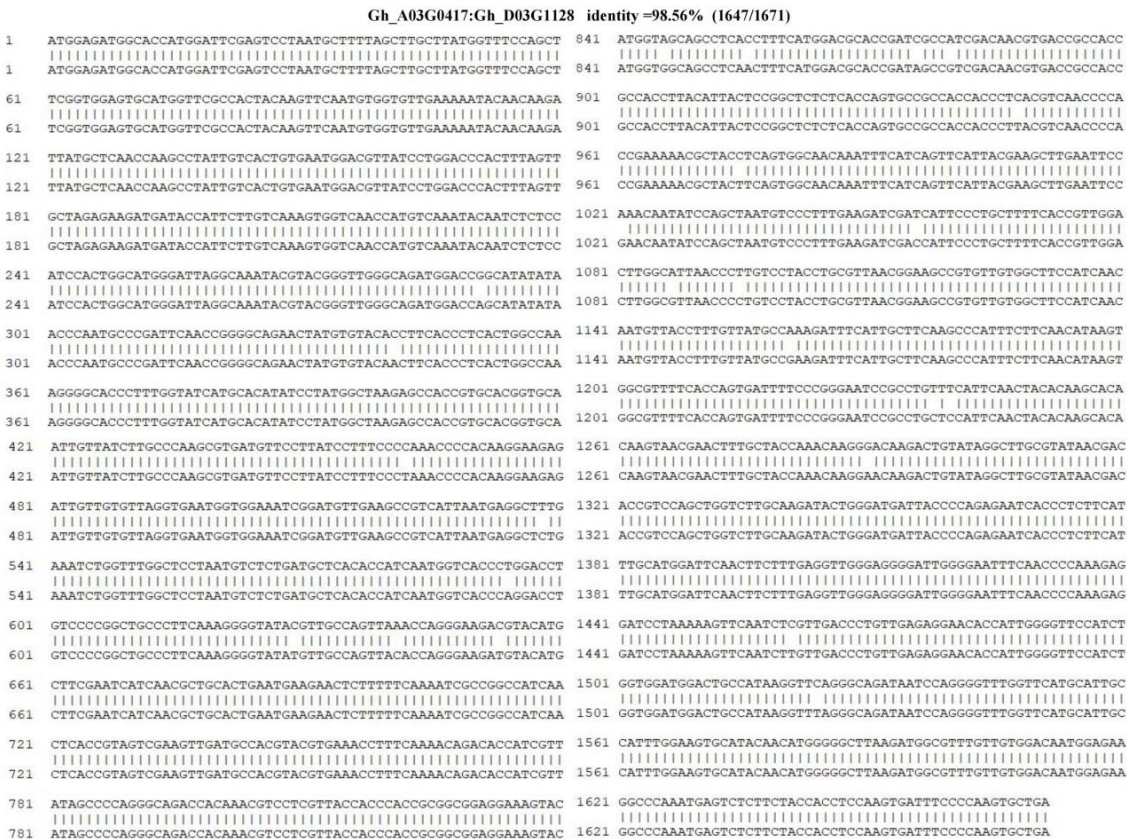 Gh_A03G0417:Gh_D03G1128 identity =98.56% (1647/1671)
1 ATGGAGATGGCACCATGGATTCGAGTCCTAATGCTTTTAGCTTGCTTATGGTTTCCAGCT
1 ATGGAGATGGCACCATGGATTCGAGTCCTAATGCTTTTAGCTTGCTTATGGTTTCCAGCT
61 TCGGTGGAGTGCATGGTTCGCCACTACAAGTTCAATGTGGTGTTGAAAAATACAACAAGA
61 TCGGTGGAGTGCATGGTTCGCCACTACAAGTTCAATGTGGTGTTGAAAAATACAACAAGA
121 TTATGCTCAACCAAGCCTATTGTCACTGTGAATGGACGTTATCCTGGACCCACTTTAGTT
121 TTATGCTCAACCAAGCCTATTGTCACTGTGAATGGACGTTATCCTGGACCCACTTTAGTT
181 GCTAGAGAAGATGATACCATTCTTGTCAAAGTGGTCAACCATGTCAAATACAATCTCTCC
181 GCTAGAGAAGATGATACCATTCTTGTCAAAGTGGTCAACCATGTCAAATACAATCTCTCC
241 ATCCACTGGCATGGGATTAGGCAAATACGTACGGGTTGGGCAGATGGACCGGCATATATA
241 ATCCACTGGCATGGGATTAGGCAAATACGTACGGGTTGGGCAGATGGACCAGCATATATA
301 ACCCAATGCCCGATTCAACCGGGGCAGAACTATGTGTACACCTTCACCCTCACTGGCCAA
301 ACCCAATGCCCGATTCAACCGGGGCAGAACTATGTGTACAACTTCACCCTCACTGGCCAA
361 AGGGGCACCCTTTGGTATCATGCACATATCCTATGGCTAAGAGCCACCGTGCACGGTGCA
361 AGGGGCACCCTTTGGTATCATGCACATATCCTATGGCTAAGAGCCACCGTGCACGGTGCA
421 ATTGTTATCTTGCCCAAGCGTGATGTTCCTTATCCTTTCCCCAAACCCCACAAGGAAGAG
421 ATTGTTATCTTGCCCAAGCGTGATGTTCCTTATCCTTTCCCTAAACCCCACAAGGAAGAG
481 ATTGTTGTGTTAGGTGAATGGTGGAAATCGGATGTTGAAGCCGTCATTAATGAGGCTTTG
481 ATTGTTGTGTTAGGTGAATGGTGGAAATCGGATGTTGAAGCCGTCATTAATGAGGCTCTG
541 AAATCTGGTTTGGCTCCTAATGTCTCTGATGCTCACACCATCAATGGTCACCCTGGACCT
541 AAATCTGGTTTGGCTCCTAATGTCTCTGATGCTCACACCATCAATGGTCACCCAGGACCT
601 GTCCCCGGCTGCCCTTCAAAGGGGTATACGTTGCCAGTTAAACCAGGGAAGACGTACATG
601 GTCCCCGGCTGCCCTTCAAAGGGGTATATGTTGCCAGTTACACCAGGGAAGATGTACATG
661 CTTCGAATCATCAACGCTGCACTGAATGAAGAACTCTTTTTCAAAATCGCCGGCCATCAA
661 CTTCGAATCATCAACGCTGCACTGAATGAAGAACTCTTTTTCAAAATCGCCGGCCATCAA
721 CTCACCGTAGTCGAAGTTGATGCCACGTACGTGAAACCTTTCAAAACAGACACCATCGTT
721 CTCACCGTAGTCGAAGTTGATGCCACGTACGTGAAACCTTTCAAAACAGACACCATCGTT
781 ATAGCCCCAGGGCAGACCACAAACGTCCTCGTTACCACCCACCGCGGCGGAGGAAAGTAC
781 ATAGCCCCAGGGCAGACCACAAACGTCCTCGTTACCACCCACCGCGGCGGAGGAAAGTAC
841 ATGGTAGCAGCCTCACCTTTCATGGACGCACCGATCGCCATCGACAACGTGACCGCCACC
841 ATGGTGGCAGCCTCAACTTTCATGGACGCACCGATAGCCGTCGACAACGTGACCGCCACC
901 GCCACCTTACATTACTCCGGCTCTCTCACCAGTGCCGCCACCACCCTCACGTCAACCCCA
901 GCCACCTTACATTACTCCGGCTCTCTCACCAGTGCCGCCACCACCCTTACGTCAACCCCA
961 CCGAAAAACGCTACCTCAGTGGCAACAAATTTCATCAGTTCATTACGAAGCTTGAATTCC
961 CCGAAAAACGCTACTTCAGTGGCAACAAATTTCATCAGTTCATTACGAAGCTTGAATTCC
1021 AAACAATATCCAGCTAATGTCCCTTTGAAGATCGATCATTCCCTGCTTTTCACCGTTGGA
1021 GAACAATATCCAGCTAATGTCCCTTTGAAGATCGACCATTCCCTGCTTTTCACCGTTGGA
1081 CTTGGCATTAACCCTTGTCCTACCTGCGTTAACGGAAGCCGTGTTGTGGCTTCCATCAAC
1081 CTTGGCGTTAACCCCTGTCCTACCTGCGTTAACGGAAGCCGTGTTGTGGCTTCCATCAAC
1141 AATGTTACCTTTGTTATGCCAAAGATTTCATTGCTTCAAGCCCATTTCTTCAACATAAGT
1141 AATGTTACCTTTGTTATGCCGAAGATTTCATTGCTTCAAGCCCATTTCTTCAACATAAGT
1201 GGCGTTTTCACCAGTGATTTTCCCGGGAATCCGCCTGTTTCATTCAACTACACAAGCACA
1201 GGCGTTTTCACCAGTGATTTTCCCGGGAATCCGCCTGCTCCATTCAACTACACAAGCACA
1261 CAAGTAACGAACTTTGCTACCAAACAAGGGACAAGACTGTATAGGCTTGCGTATAACGAC
1261 CAAGTAACGAACTTTGCTACCAAACAAGGAACAAGACTGTATAGGCTTGCGTATAACGAC
1321 ACCGTCCAGCTGGTCTTGCAAGATACTGGGATGATTACCCCAGAGAATCACCCTCTTCAT
1321 ACCGTCCAGCTGGTCTTGCAAGATACTGGGATGATTACCCCAGAGAATCACCCTCTTCAT
1381 TTGCATGGATTCAACTTCTTTGAGGTTGGGAGGGGATTGGGGAATTTCAACCCCAAAGAG
1381 TTGCATGGATTCAACTTCTTTGAGGTTGGGAGGGGATTGGGGAATTTCAACCCCAAAGAG
1441 GATCCTAAAAAGTTCAATCTCGTTGACCCTGTTGAGAGGAACACCATTGGGGTTCCATCT
1441 GATCCTAAAAAGTTCAATCTTGTTGACCCTGTTGAGAGGAACACCATTGGGGTTCCATCT
1501 GGTGGATGGACTGCCATAAGGTTCAGGGCAGATAATCCAGGGGTTTGGTTCATGCATTGC
1501 GGTGGATGGACTGCCATAAGGTTTAGGGCAGATAATCCAGGGGTTTGGTTCATGCATTGC
1561 CATTTGGAAGTGCATACAACATGGGGGCTTAAGATGGCGTTTGTTGTGGACAATGGAGAA
1561 CATTTGGAAGTGCATACAACATGGGGGCTTAAGATGGCGTTTGTTGTGGACAATGGAGAA
1621 GGCCCAAATGAGTCTCTTCTACCACCTCCAAGTGATTTCCCCAAGTGCTGA
1621 GGCCCAAATGAGTCTCTTCTACCACCTCCAAGTGATTTCCCCAAGTGCTGA